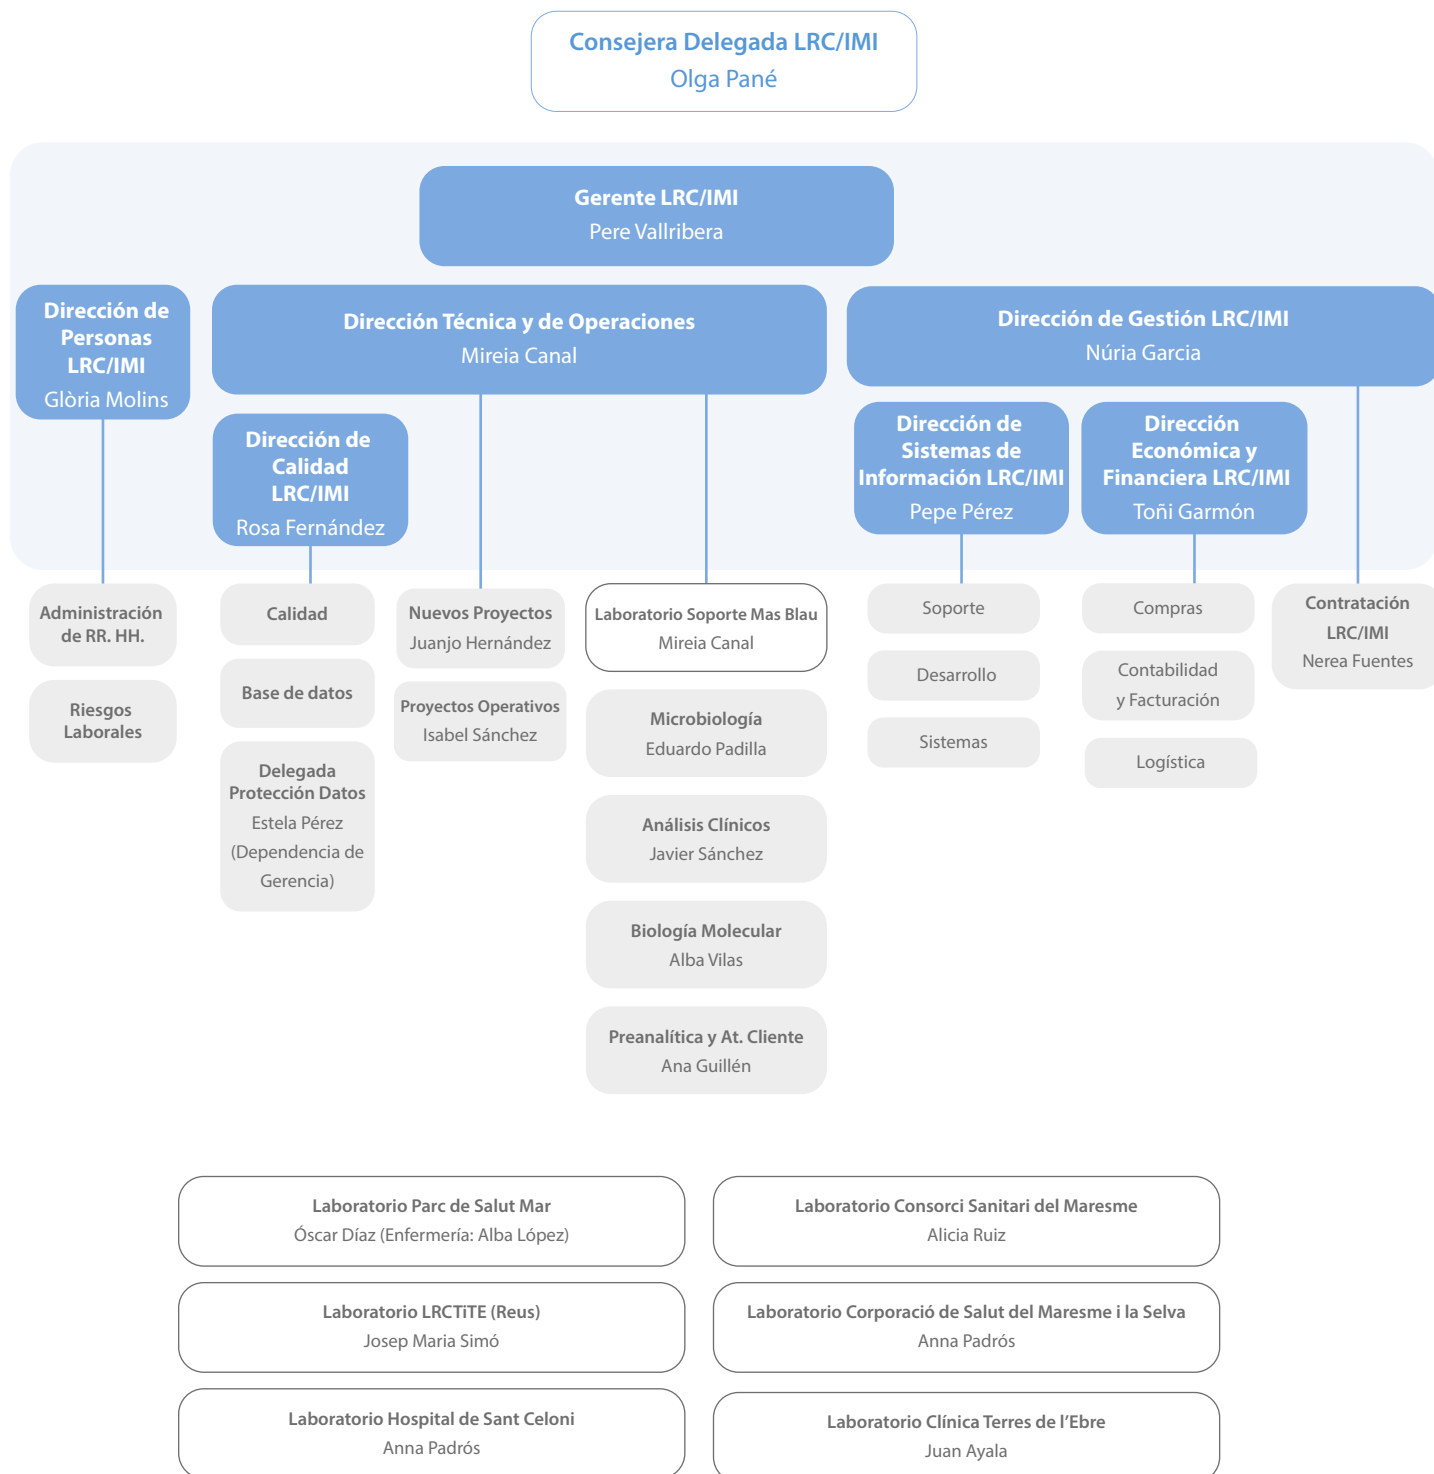 Consejera Delegada LRC/IMI
Olga Pané
Gerente LRC/IMI
Pere Vallribera
Dirección de
Personas
LRC/IMI
Glòria Molins
Dirección Técnica y de Operaciones
Mireia Canal
Dirección de Gestión LRC/IMI
Núria Garcia
Dirección de
Calidad
LRC/IMI
Rosa Fernández
Dirección de
Sistemas de
Información LRC/IMI
Pepe Pérez
Dirección
Económica y
Financiera LRC/IMI
Toñi Garmón
Administración
de RR. HH.
Riesgos
Laborales
Calidad
Base de datos
Delegada
Protección Datos
Estela Pérez
(Dependencia de
Gerencia)
Nuevos Proyectos
Juanjo Hernández
Proyectos Operativos
Isabel Sánchez
Laboratorio Soporte Mas Blau
Mireia Canal
Microbiología
Eduardo Padilla
Análisis Clínicos
Javier Sánchez
Biología Molecular
Alba Vilas
Preanalítica y At. Cliente
Ana Guillén
Soporte
Desarrollo
Sistemas
Compras
Contabilidad
y Facturación
Logística
Contratación
LRC/IMI
Nerea Fuentes
Laboratorio Parc de Salut Mar
Óscar Díaz (Enfermería: Alba López)
Laboratorio Consorci Sanitari del Maresme
Alicia Ruiz
Laboratorio LRCTiTE (Reus)
Josep Maria Simó
Laboratorio Corporació de Salut del Maresme i la Selva
Anna Padrós
Laboratorio Hospital de Sant Celoni
Anna Padrós
Laboratorio Clínica Terres de l’Ebre
Juan Ayala